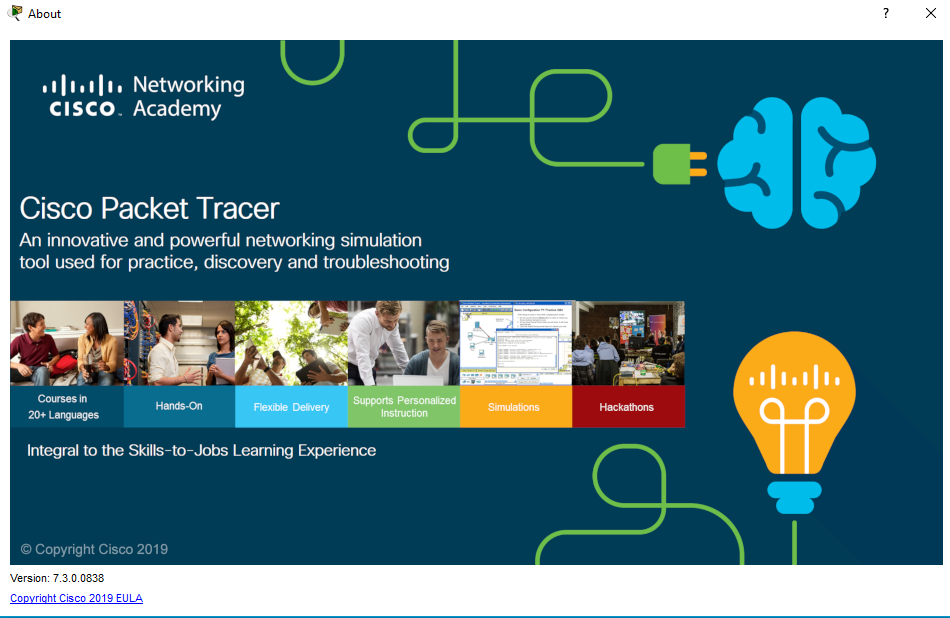 About
?
Networking
CISCO Academy
Cisco Packet Tracer
An innovative and powerful networking simulation
tool used for practice, discovery and troubleshooting
Courses in
20+ Languages
Hands-On
Flexible Delivery
Supports Personalized
Instruction
Simulations
Hackathons
Integral to the Skills-to-Jobs Learning Experience
© Copyright Cisco 2019
Version: 7.3.0.0838
Copyright Cisco 2019 EULA